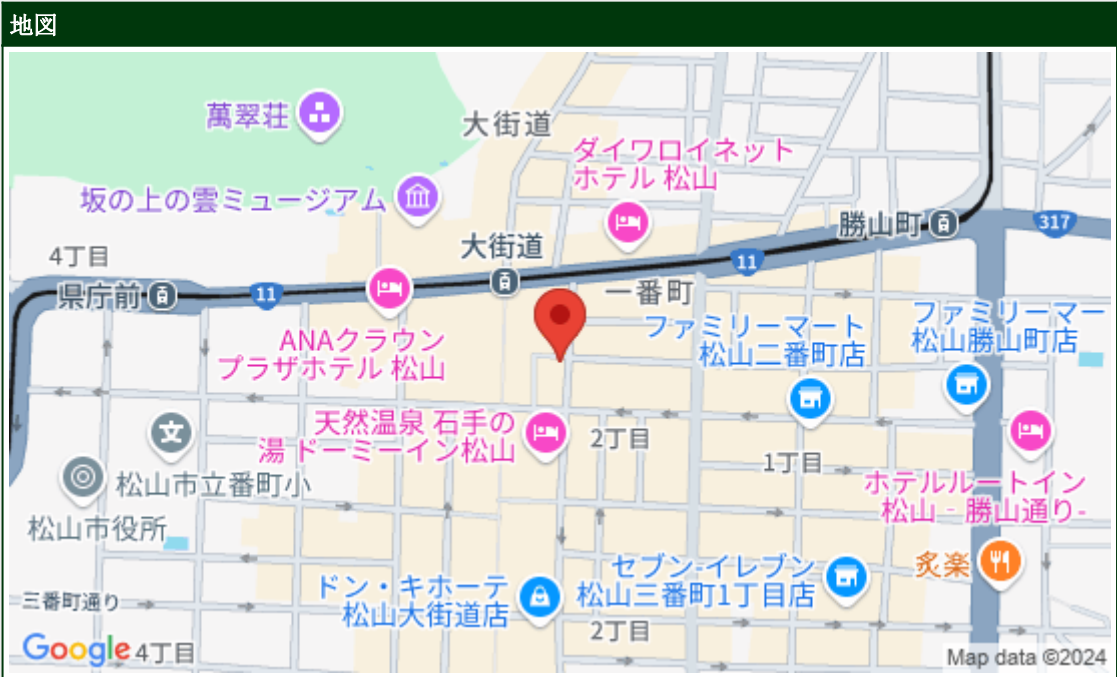 地図
萬翠荘
大街道
ダイワロイネット
ホテル 松山
坂の上の雲ミュージアム
勝山町
317
4丁目
大街道
11
県庁前
11
一番町
ANAクラウン
プラザホテル 松山
ファミリーマート
松山二番町店
ファミリーマー
松山勝山町店
天然温泉 石手の
湯 ドーミーイン松山
2丁目
1丁目
松山市立番町小
ホテルルートイン
松山‐勝山通り-
松山市役所
セブン-イレブン
松山三番町1丁目店
炙楽
ドン・キホーテ
松山大街道店
三番町通り
2丁目
Google
4丁目
Map data ©2024